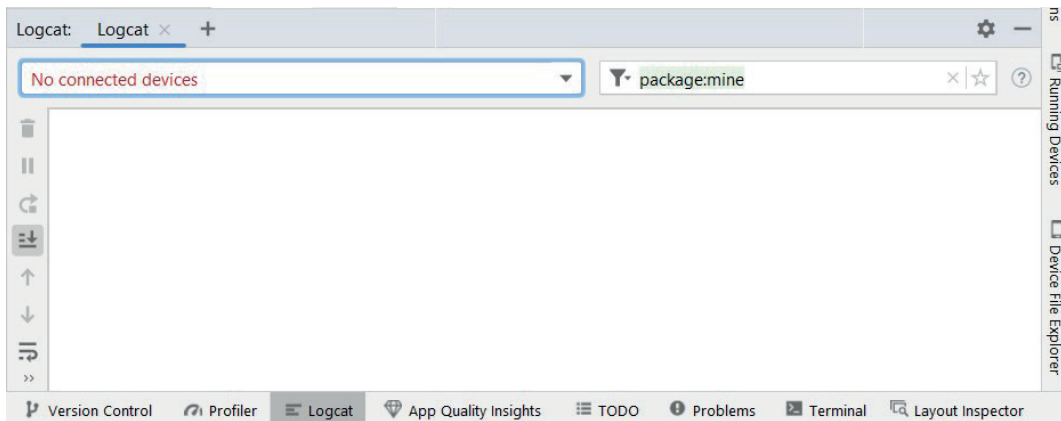 Logcat: Logcat × +
No connected devices
package:mine
ns
Running Devices
Device File Explorer
Version Control Profiler Logcat App Quality Insights TODO Problems Terminal Layout Inspector